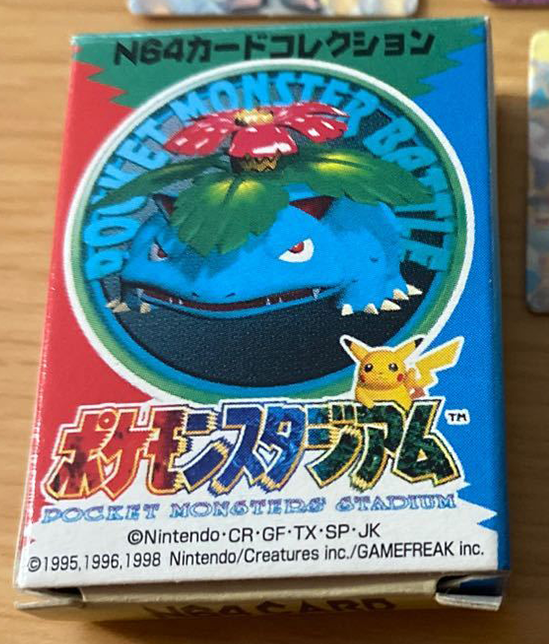 N64カードコレクション
POCKET MONSTER BATTLE
ポケモンスタジアム™
POCKET MONSTERS STADIUM
©Nintendo・CR・GF・TX・SP・JK
©1995,1996,1998 Nintendo/Creatures inc./GAMEFREAK inc.
N64 CARD